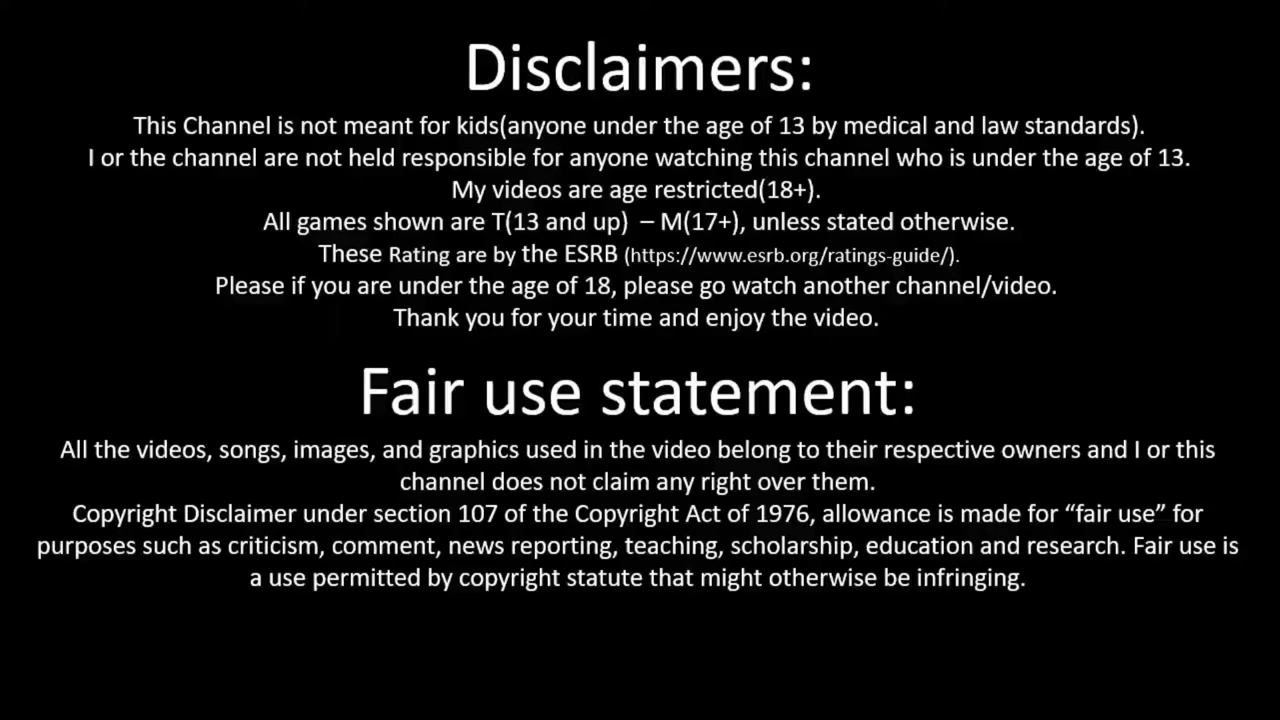 Disclaimers:
This Channel is not meant for kids(anyone under the age of 13 by medical and law standards).
I or the channel are not held responsible for anyone watching this channel who is under the age of 13.
My videos are age restricted(18+).
All games shown are T(13 and up)  – M(17+), unless stated otherwise.
These Rating are by the ESRB (https://www.esrb.org/ratings-guide/).
Please if you are under the age of 18, please go watch another channel/video.
Thank you for your time and enjoy the video.
Fair use statement:
All the videos, songs, images, and graphics used in the video belong to their respective owners and I or this
channel does not claim any right over them.
Copyright Disclaimer under section 107 of the Copyright Act of 1976, allowance is made for “fair use” for
purposes such as criticism, comment, news reporting, teaching, scholarship, education and research. Fair use is
a use permitted by copyright statute that might otherwise be infringing.